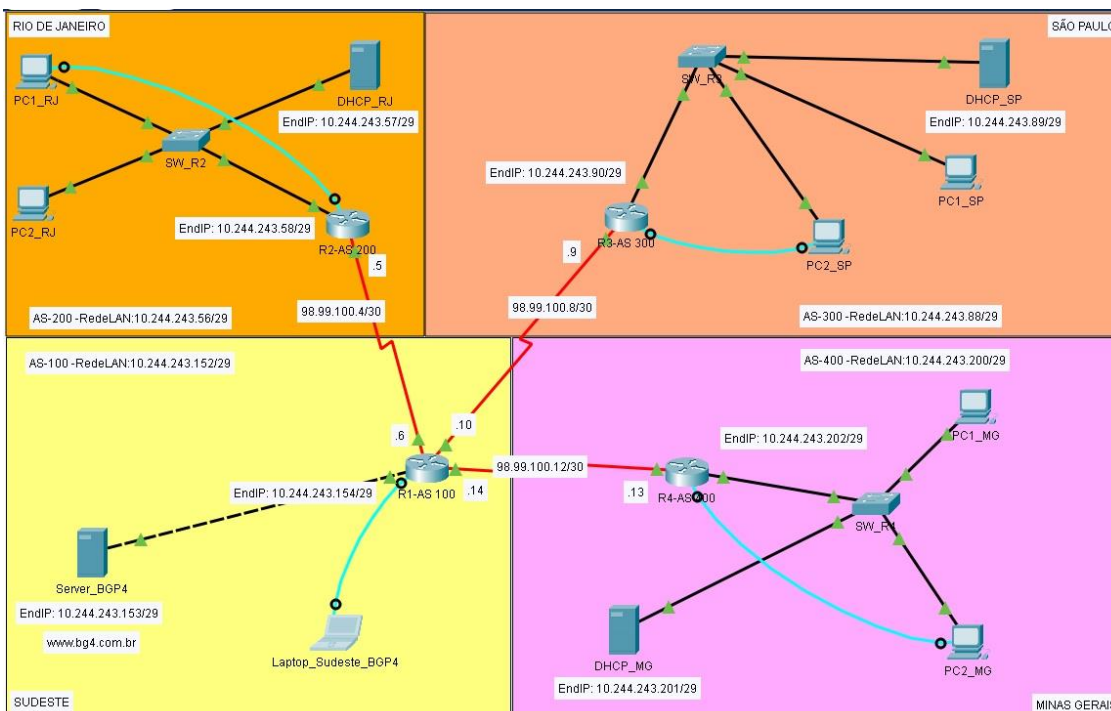 RIO DE JANEIRO
PC1_RJ
DHCP_RJ
EndIP: 10.244.243.57/29
SW_R2
PC2_RJ
EndIP: 10.244.243.58/29
R2-AS 200
.5
98.99.100.4/30
AS-200 -RedeLAN:10.244.243.56/29
SÃO PAULO
DHCP_SP
EndIP: 10.244.243.89/29
EndIP: 10.244.243.90/29
PC1_SP
R3-AS 300
.9
PC2_SP
98.99.100.8/30
AS-300 -RedeLAN:10.244.243.88/29
AS-100 -RedeLAN:10.244.243.152/29
.6
.10
R1-AS 100
.14
98.99.100.12/30
EndIP: 10.244.243.154/29
Server_BGP4
EndIP: 10.244.243.153/29
www.bg4.com.br
Laptop_Sudeste_BGP4
SUDESTE
AS-400 -RedeLAN:10.244.243.200/29
PC1_MG
EndIP: 10.244.243.202/29
.13
DHCP_MG
EndIP: 10.244.243.201/29
PC2_MG
MINAS GERAIS